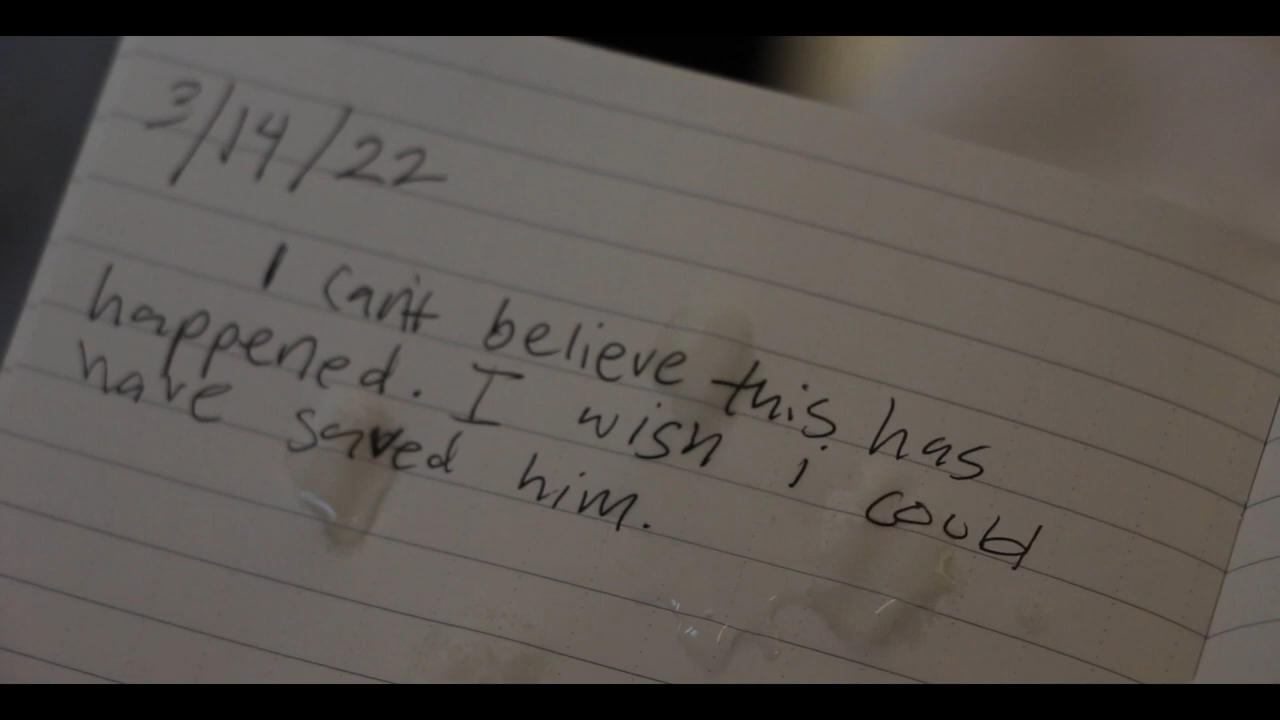 3/14/22
I can't believe this has
happened. I wish i could
have saved him.